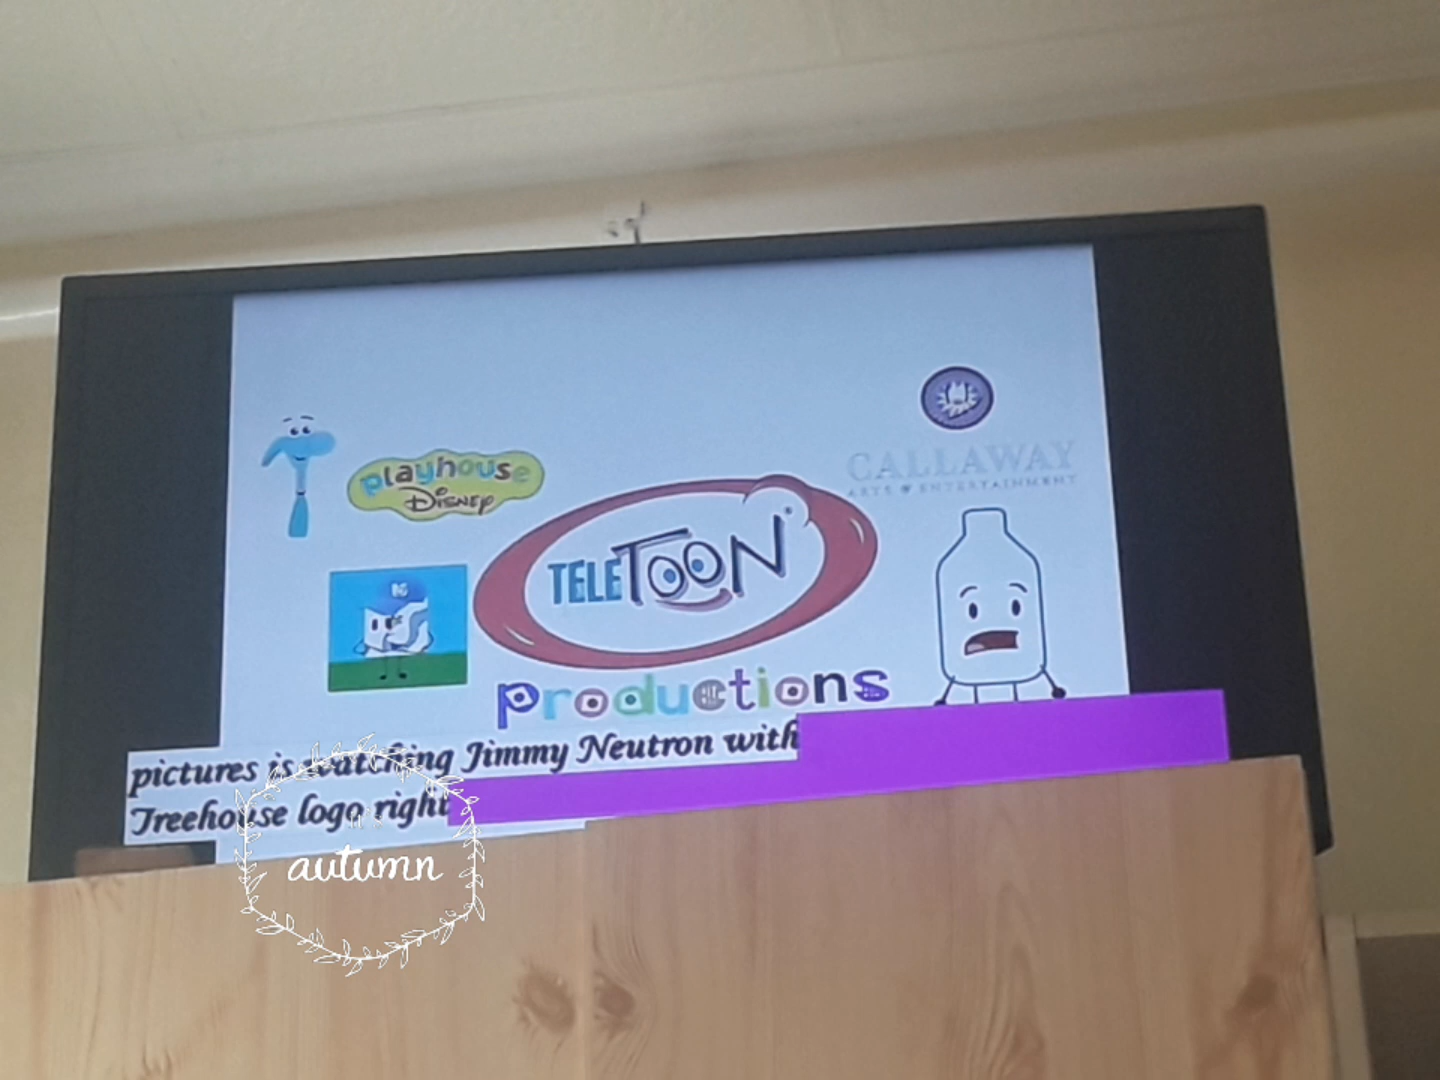 playhouse
Disney
CALLAWAY
ARTS & ENTERTAINMENT
TELETOON
productions
pictures is watching Jimmy Neutron with
Treehouse logo right
autumn